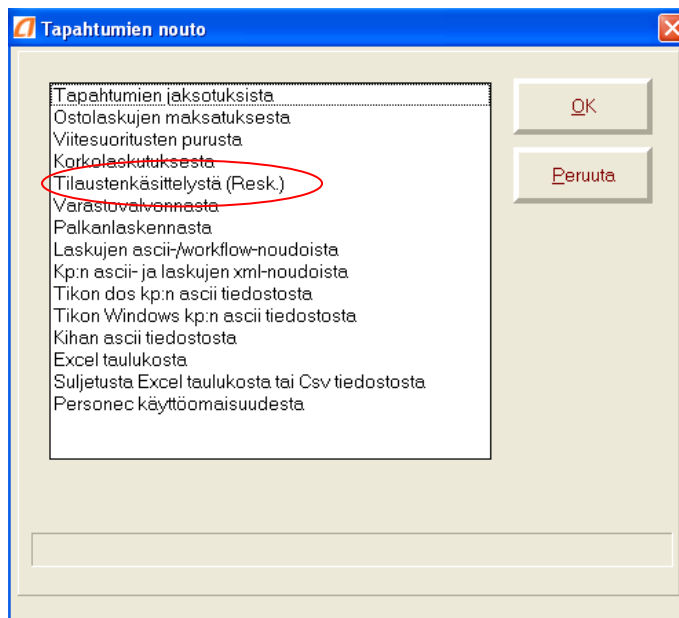 Tapahtumien nouto
Tapahtumien jaksotuksista
Ostolaskujen maksatuksesta
Viitesuoritusten purusta
Korkolaskutuksesta
Tilaustenkäsittelystä (Resk.)
Varastovalvonnasta
Palkanlaskennasta
Laskujen ascii-/workflow-noudoista
Kp:n ascii- ja laskujen xml-noudoista
Tikon dos kp:n ascii tiedostosta
Tikon Windows kp:n ascii tiedostosta
Kihan ascii tiedostosta
Excel taulukosta
Suljetusta Excel taulukosta tai Csv tiedostosta
Personec käyttöomaisuudesta
OK
Peruuta